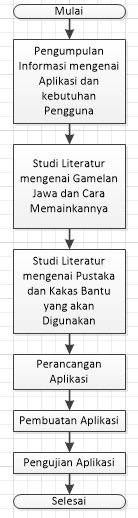 Mulai
Pengumpulan
Informasi mengenai
Aplikasi dan
kebutuhan
Pengguna
Studi Literatur
mengenai Gamelan
Jawa dan Cara
Memainkannya
Studi Literatur
mengenai Pustaka
dan Kakas Bantu
yang akan
Digunakan
Perancangan
Aplikasi
Pembuatan Aplikasi
Pengujian Aplikasi
Selesai